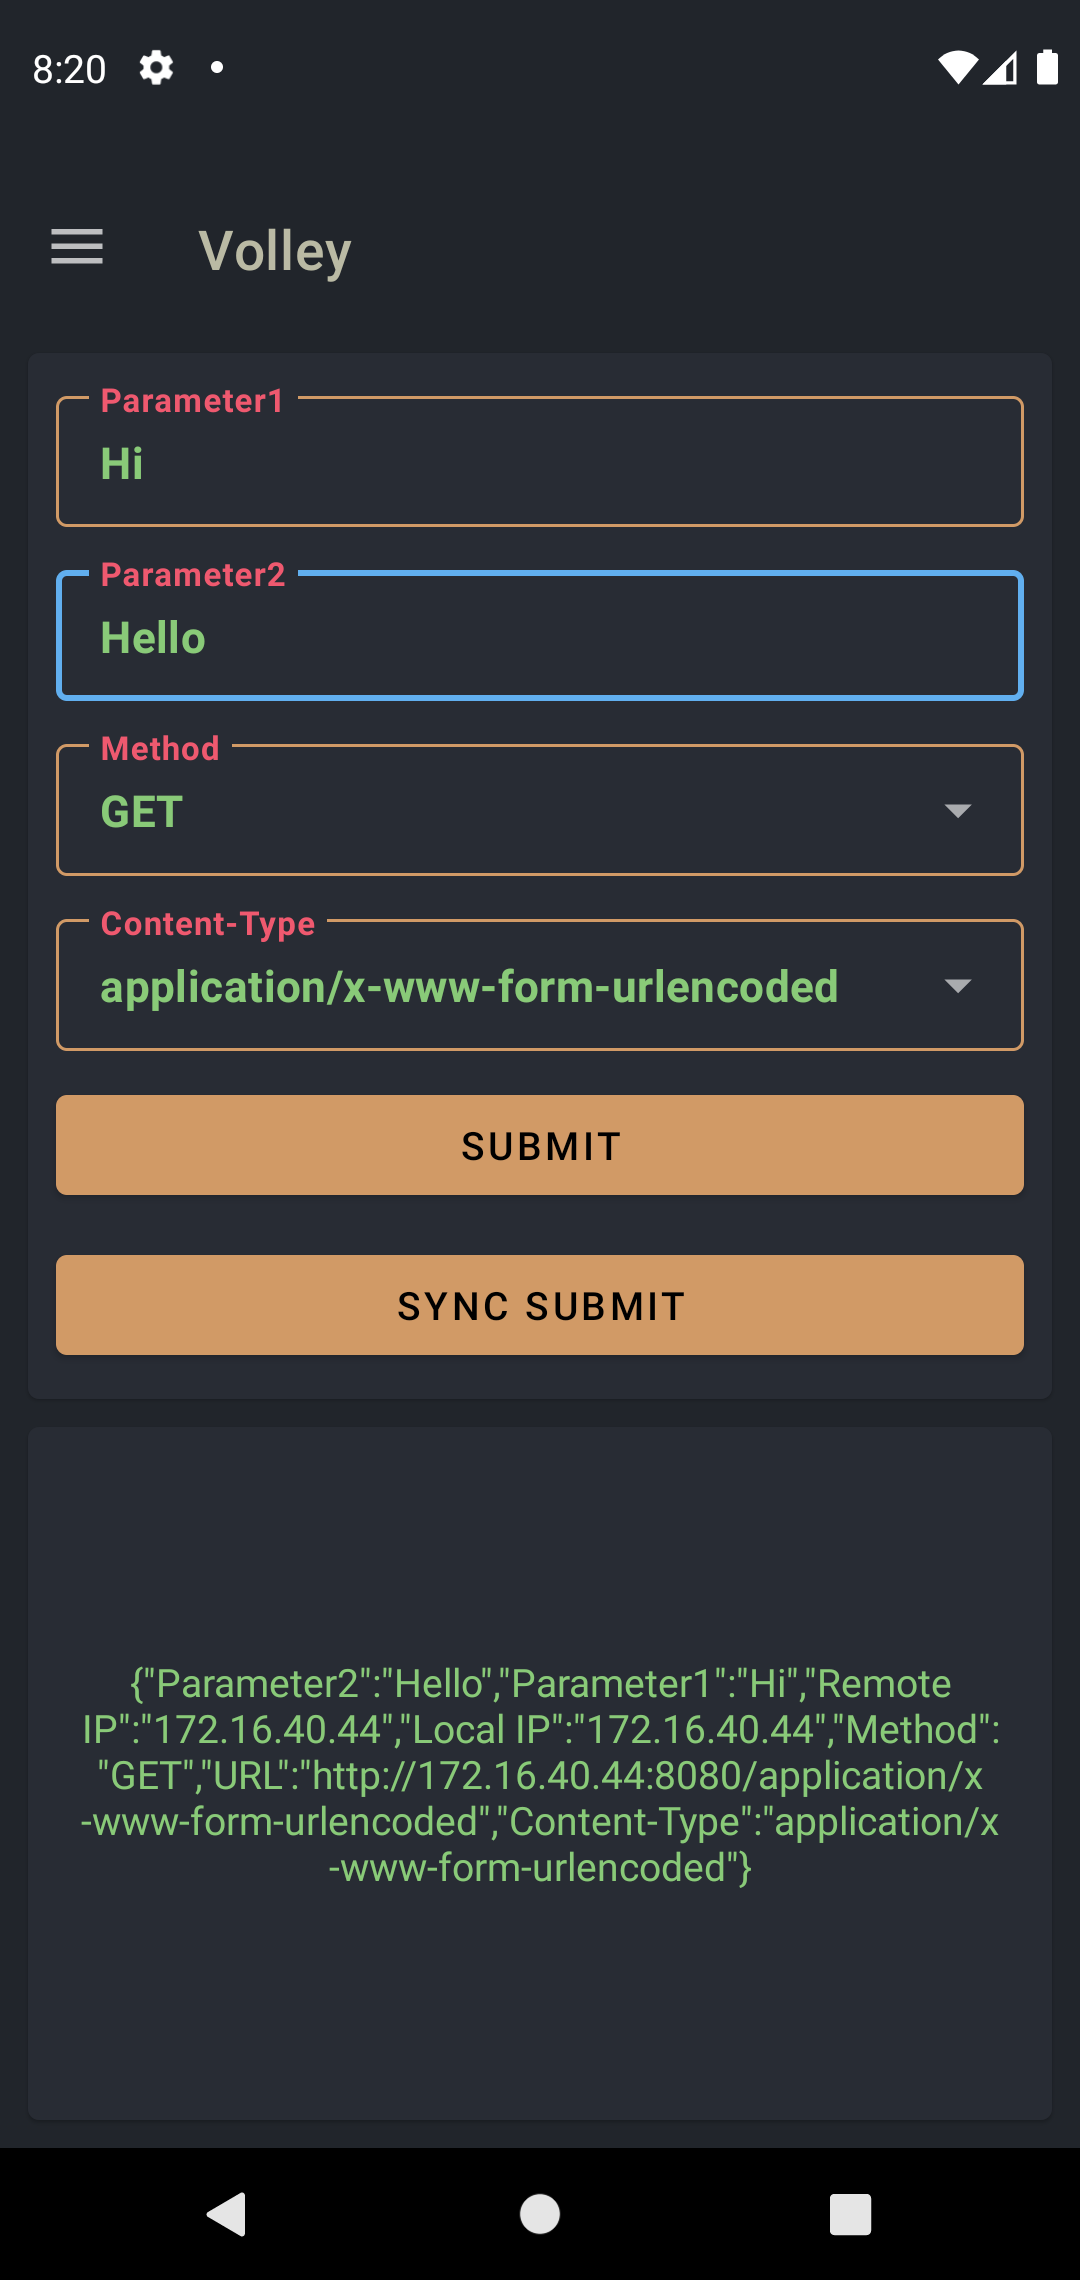 8:20
Volley
Parameter1
Hi
Parameter2
Hello
Method
GET
Content-Type
application/x-www-form-urlencoded
SUBMIT
SYNC SUBMIT
{"Parameter2":"Hello","Parameter1":"Hi","Remote
IP":"172.16.40.44","Local IP":"172.16.40.44","Method":
"GET","URL":"http://172.16.40.44:8080/application/x
-www-form-urlencoded","Content-Type":"application/x
-www-form-urlencoded"}